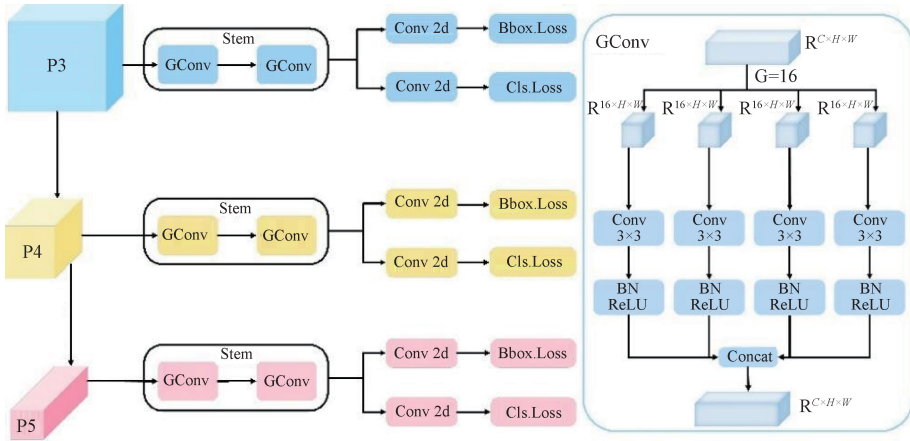 P3
Stem
GConv
GConv
Conv 2d
Bbox.Loss
Conv 2d
Cls.Loss
P4
Stem
GConv
GConv
Conv 2d
Bbox.Loss
Conv 2d
Cls.Loss
P5
Stem
GConv
GConv
Conv 2d
Bbox.Loss
Conv 2d
Cls.Loss
GConv
R^{C×H×W}
G=16
R^{16×H×W} R^{16×H×W} R^{16×H×W} R^{16×H×W}
Conv
3×3
Conv
3×3
Conv
3×3
Conv
3×3
BN
ReLU
BN
ReLU
BN
ReLU
BN
ReLU
Concat
R^{C×H×W}